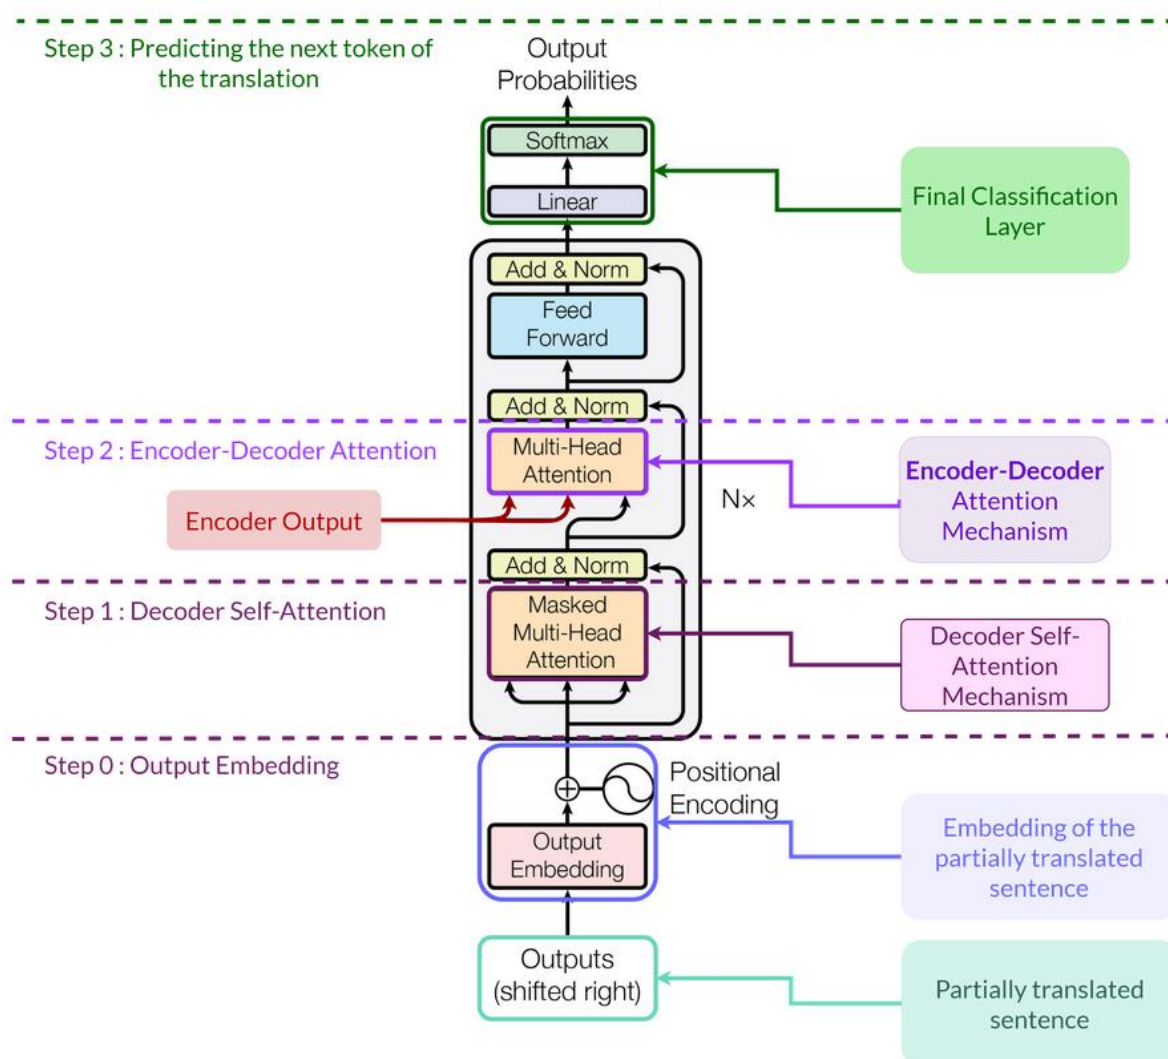 Step 3 : Predicting the next token of
the translation
Output
Probabilities
Softmax
Linear
Final Classification
Layer
Add & Norm
Feed
Forward
Add & Norm
Step 2 : Encoder-Decoder Attention
Multi-Head
Attention
Encoder-Decoder
Attention
Mechanism
N×
Encoder Output
Add & Norm
Step 1 : Decoder Self-Attention
Masked
Multi-Head
Attention
Decoder Self-
Attention
Mechanism
Step 0 : Output Embedding
Positional
Encoding
Output
Embedding
Embedding of the
partially translated
sentence
Outputs
(shifted right)
Partially translated
sentence